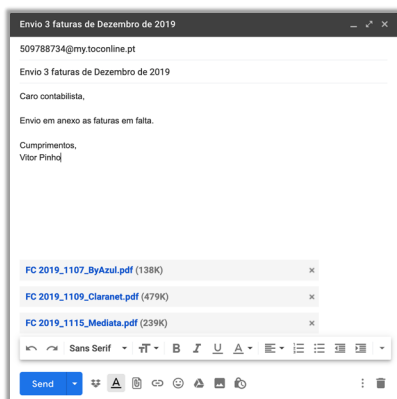 Envio 3 faturas de Dezembro de 2019
509788734@my.toconline.pt
Envio 3 faturas de Dezembro de 2019
Caro contabilista,
Envio em anexo as faturas em falta.
Cumprimentos,
Vitor Pinho
FC 2019_1107_ByAzul.pdf (138K)
FC 2019_1109_Claranet.pdf (479K)
FC 2019_1115_Mediata.pdf (239K)
Sans Serif
Send